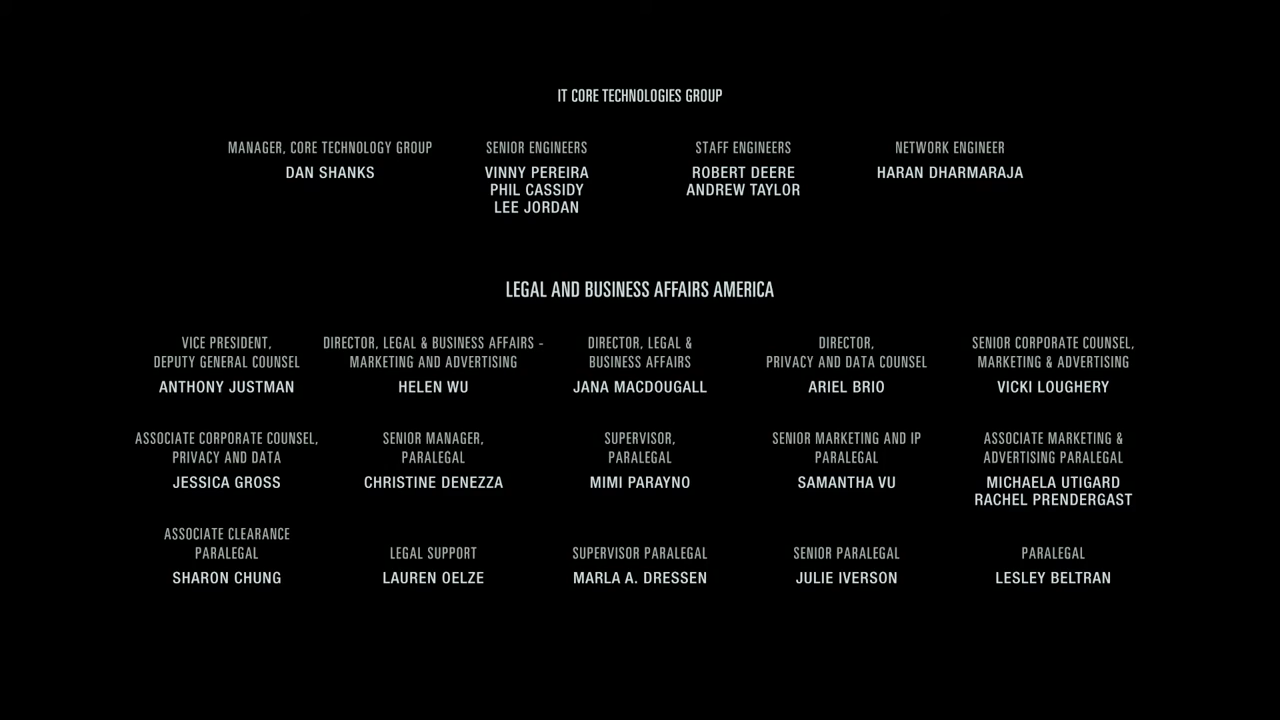 IT CORE TECHNOLOGIES GROUP
MANAGER, CORE TECHNOLOGY GROUP
DAN SHANKS
SENIOR ENGINEERS
VINNY PEREIRA
PHIL CASSIDY
LEE JORDAN
STAFF ENGINEERS
ROBERT DEERE
ANDREW TAYLOR
NETWORK ENGINEER
HARAN DHARMARAJA
LEGAL AND BUSINESS AFFAIRS AMERICA
VICE PRESIDENT,
DEPUTY GENERAL COUNSEL
ANTHONY JUSTMAN
DIRECTOR, LEGAL & BUSINESS AFFAIRS -
MARKETING AND ADVERTISING
HELEN WU
DIRECTOR, LEGAL &
BUSINESS AFFAIRS
JANA MACDOUGALL
DIRECTOR,
PRIVACY AND DATA COUNSEL
ARIEL BRIO
SENIOR CORPORATE COUNSEL,
MARKETING & ADVERTISING
VICKI LOUGHERY
ASSOCIATE CORPORATE COUNSEL,
PRIVACY AND DATA
JESSICA GROSS
SENIOR MANAGER,
PARALEGAL
CHRISTINE DENEZZA
SUPERVISOR,
PARALEGAL
MIMI PARAYNO
SENIOR MARKETING AND IP
PARALEGAL
SAMANTHA VU
ASSOCIATE MARKETING &
ADVERTISING PARALEGAL
MICHAELA UTIGARD
RACHEL PRENDERGAST
ASSOCIATE CLEARANCE
PARALEGAL
SHARON CHUNG
LEGAL SUPPORT
LAUREN OELZE
SUPERVISOR PARALEGAL
MARLA A. DRESSEN
SENIOR PARALEGAL
JULIE IVERSON
PARALEGAL
LESLEY BELTRAN